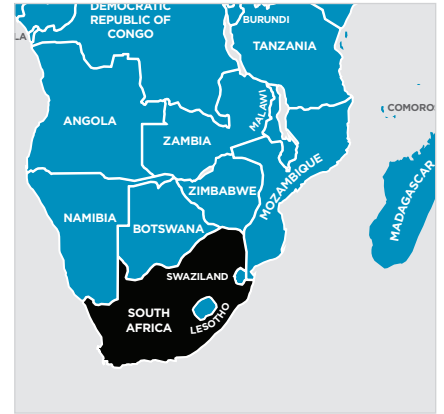 DEMOCRATIC
REPUBLIC OF
CONGO
LA
BURUNDI
TANZANIA
COMOROS
ANGOLA
MALAWI
ZAMBIA
MOZAMBIQUE
ZIMBABWE
MADAGASCAR
NAMIBIA
BOTSWANA
SWAZILAND
SOUTH
AFRICA
LESOTHO